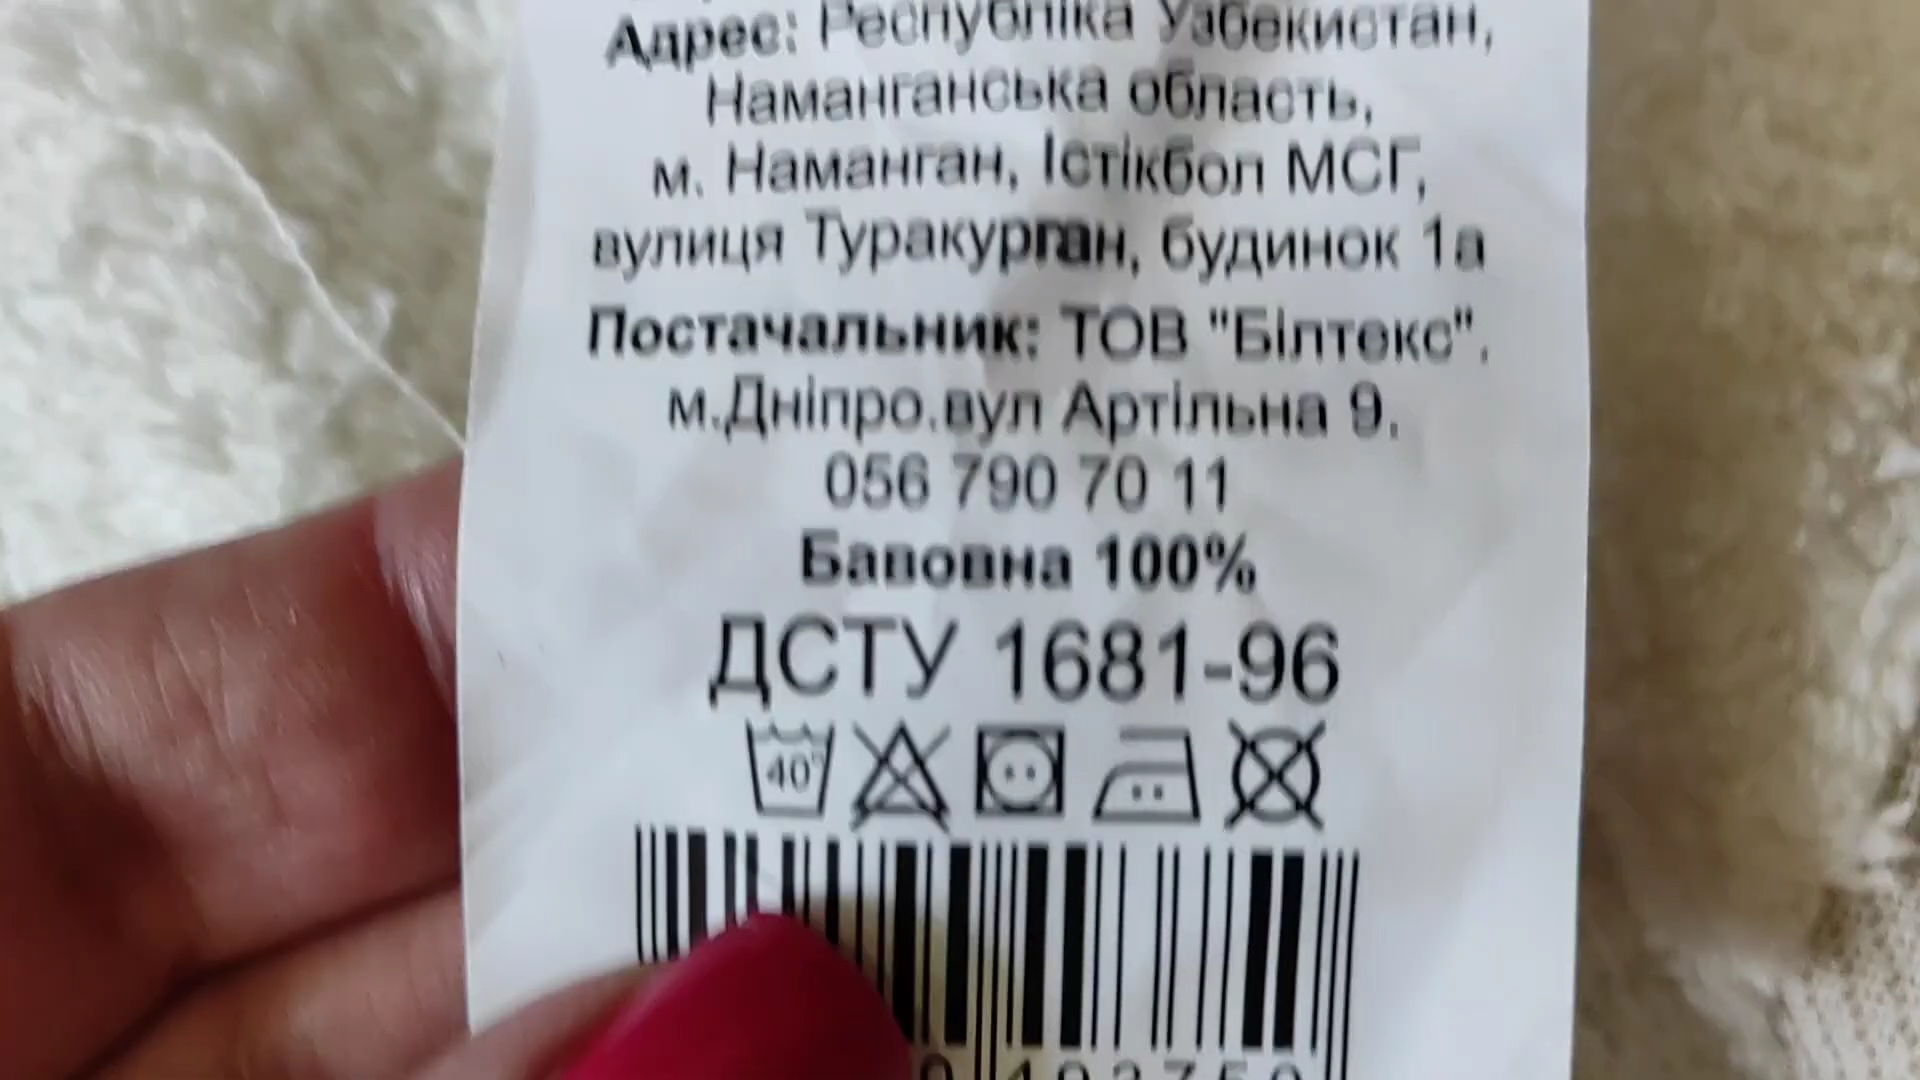 Адрес: Республіка Узбекистан,
Наманганська область,
м. Наманган, Істікбол МСГ,
вулиця Туракурган, будинок 1а
Постачальник: ТОВ "Білтекс".
м.Дніпро.вул Артільна 9.
056 790 70 11
Бавовна 100%
ДСТУ 1681-96
40°